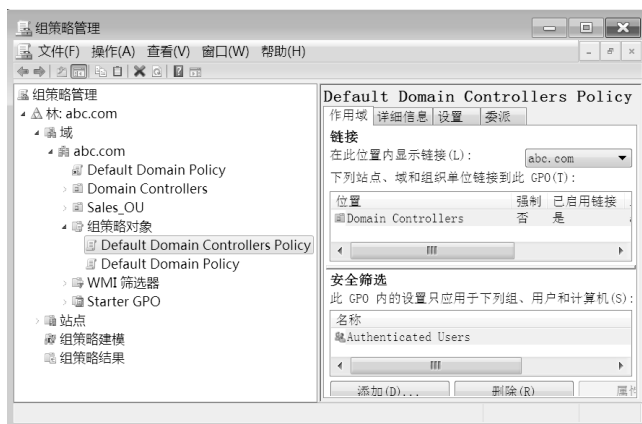 组策略管理
文件(F) 操作(A) 查看(V) 窗口(W) 帮助(H)
组策略管理
林: abc.com
域
abc.com
Default Domain Policy
Domain Controllers
Sales_OU
组策略对象
Default Domain Controllers Policy
Default Domain Policy
WMI 筛选器
Starter GPO
站点
组策略建模
组策略结果
Default Domain Controllers Policy
作用域 详细信息 设置 委派
链接
在此位置内显示链接(L): abc.com
下列站点、域和组织单位链接到此 GPO(T):
位置 强制 已启用链接
Domain Controllers 否 是
安全筛选
此 GPO 内的设置只应用于下列组、用户和计算机(S):
名称
Authenticated Users
添加(D)... 删除(R) 属性